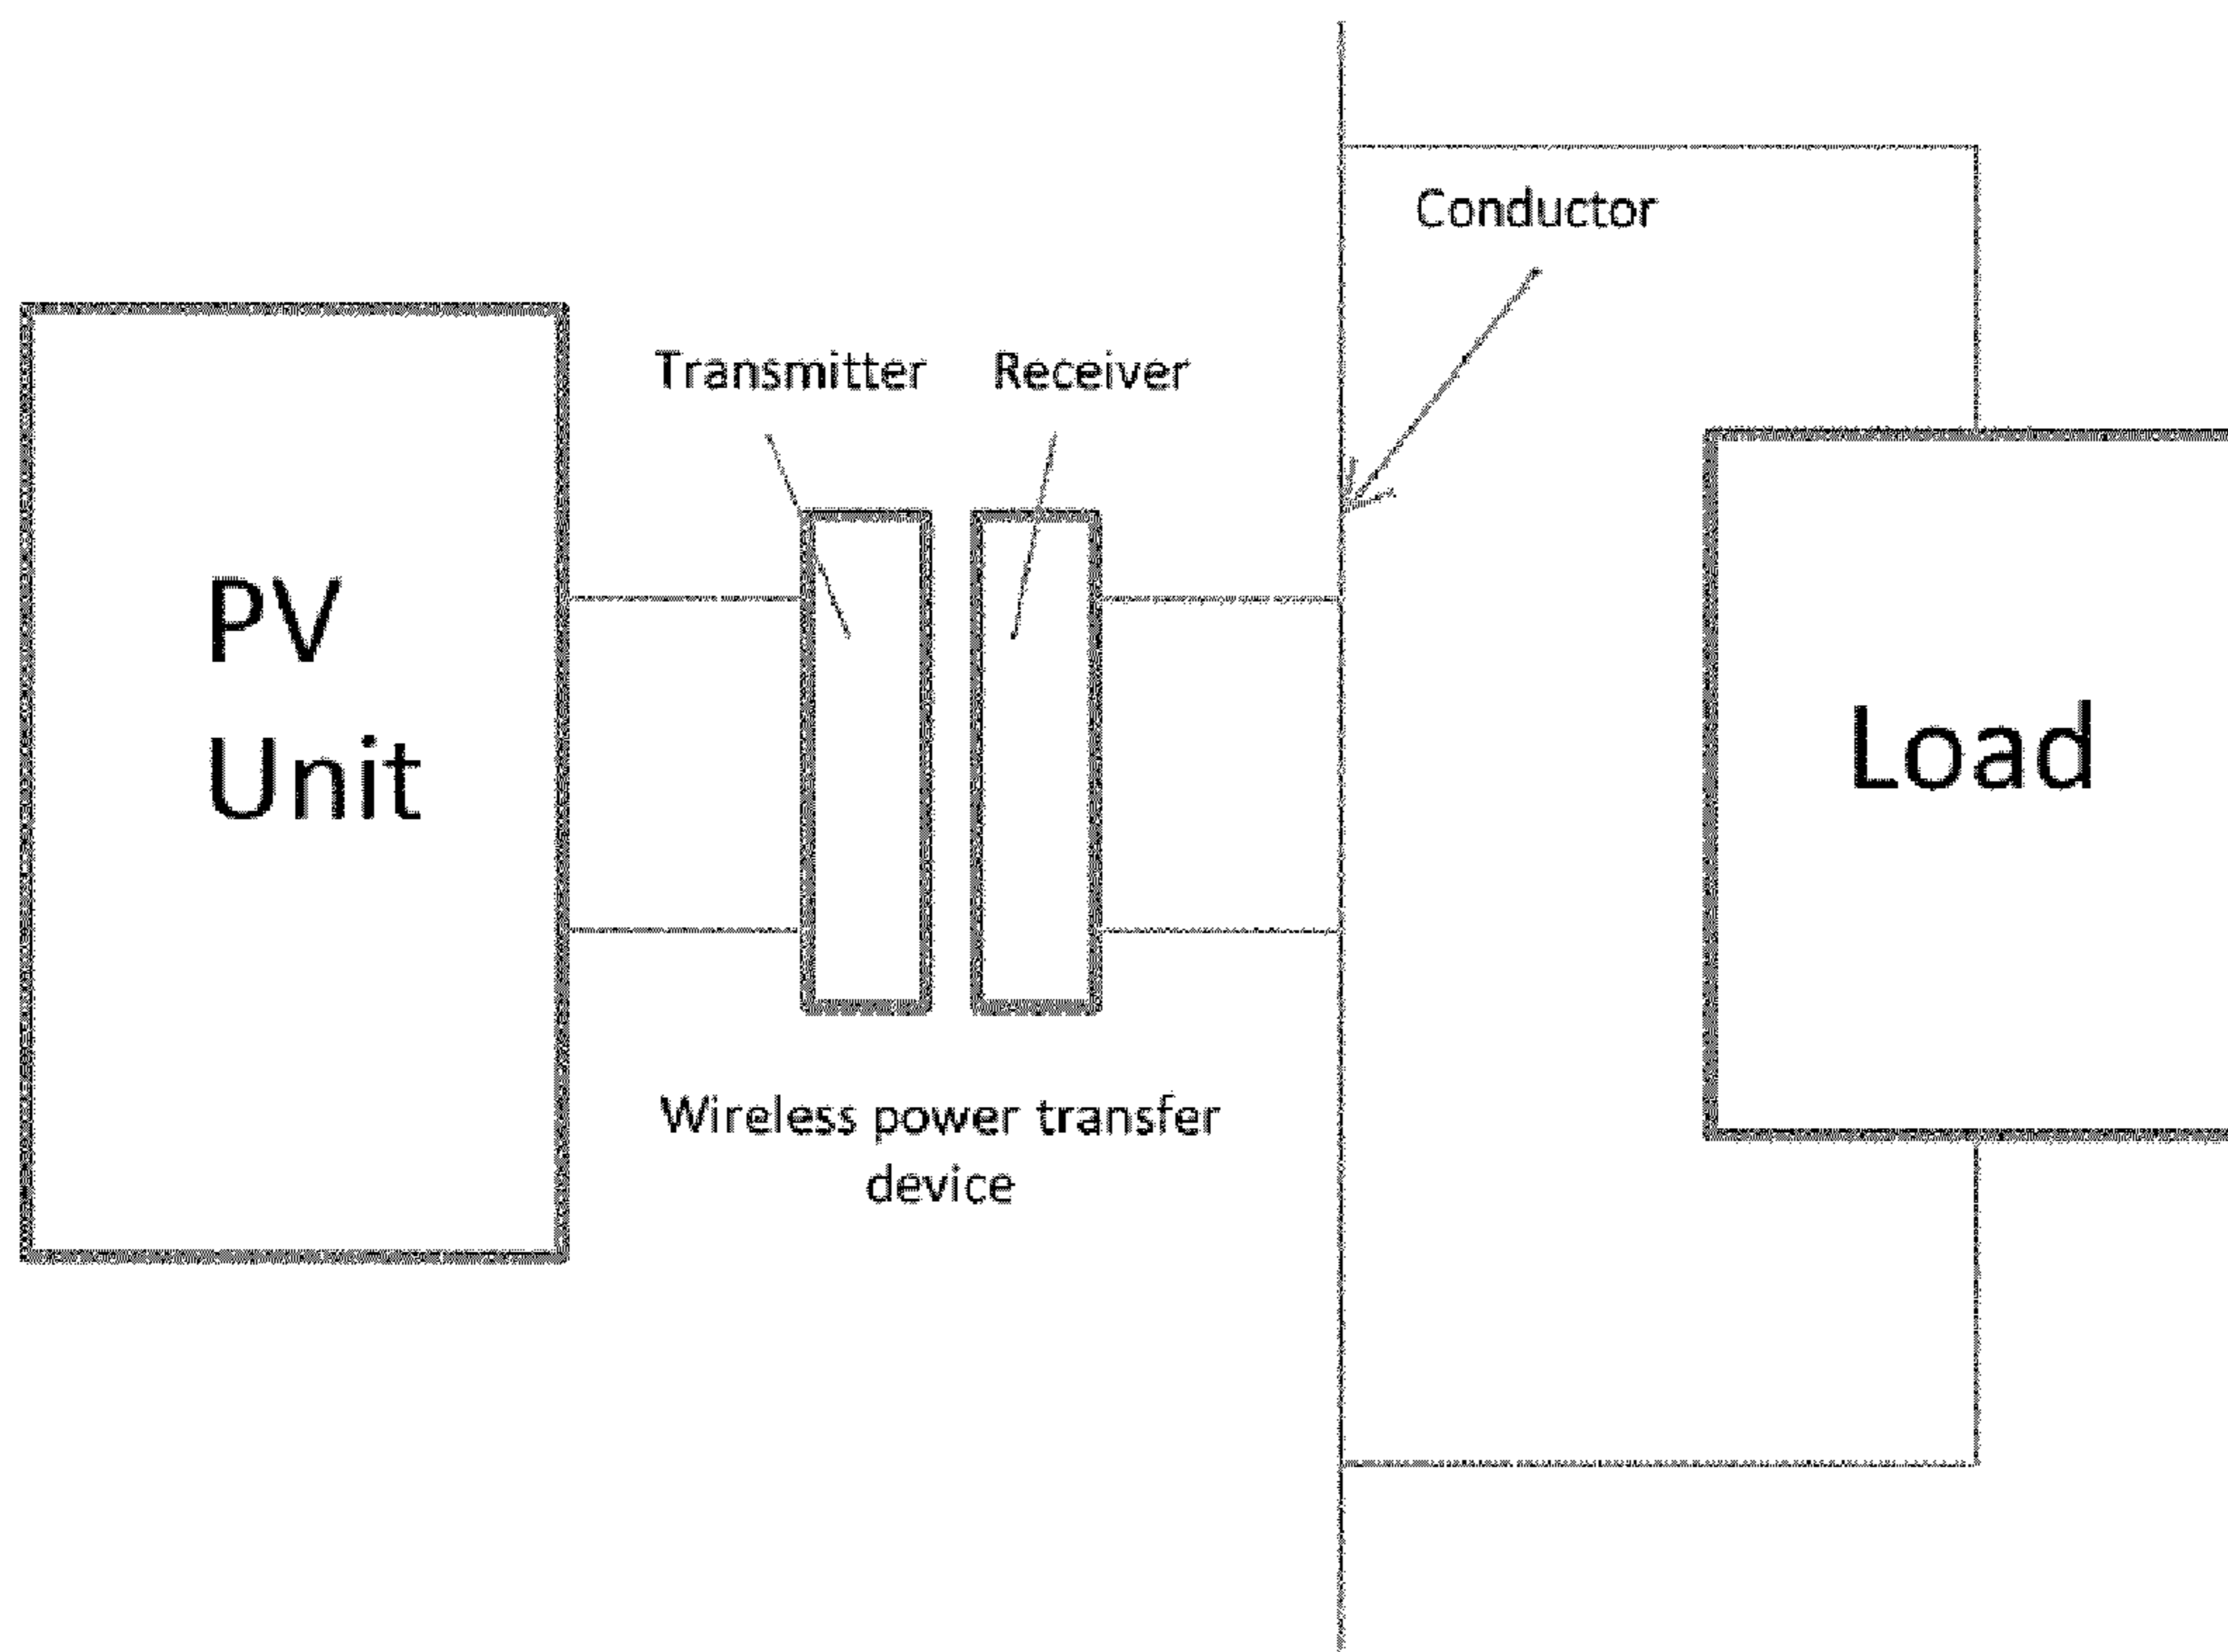 Conductor
Transmitter
Receiver
PV
Unit
Load
Wireless power transfer
device